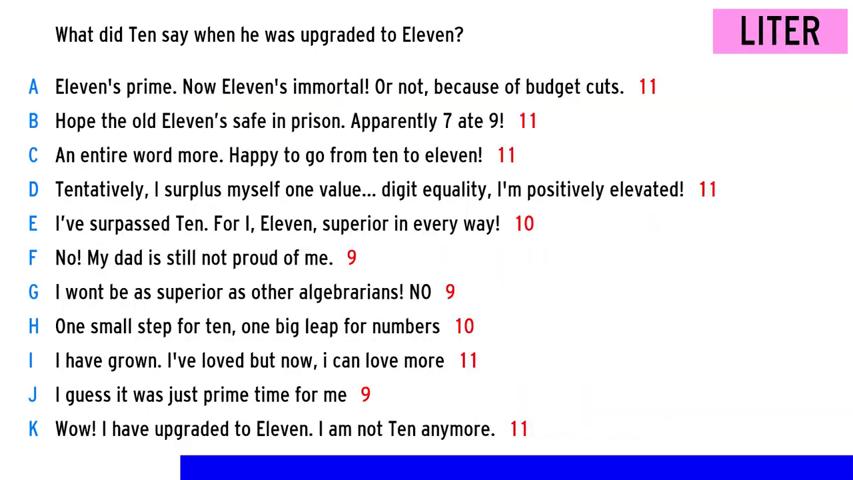 What did Ten say when he was upgraded to Eleven?
LITER
A Eleven's prime. Now Eleven's immortal! Or not, because of budget cuts. 11
B Hope the old Eleven’s safe in prison. Apparently 7 ate 9! 11
C An entire word more. Happy to go from ten to eleven! 11
D Tentatively, I surplus myself one value... digit equality, I'm positively elevated! 11
E I’ve surpassed Ten. For I, Eleven, superior in every way! 10
F No! My dad is still not proud of me. 9
G I wont be as superior as other algebrarians! NO 9
H One small step for ten, one big leap for numbers 10
I I have grown. I've loved but now, i can love more 11
J I guess it was just prime time for me 9
K Wow! I have upgraded to Eleven. I am not Ten anymore. 11